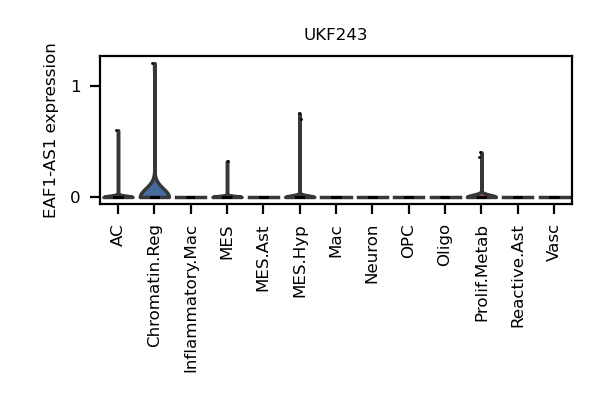 UKF243
EAF1-AS1 expression
1
0
AC
Chromatin.Reg
Inflammatory.Mac
MES
MES.Ast
MES.Hyp
Mac
Neuron
OPC
Oligo
Prolif.Metab
Reactive.Ast
Vasc